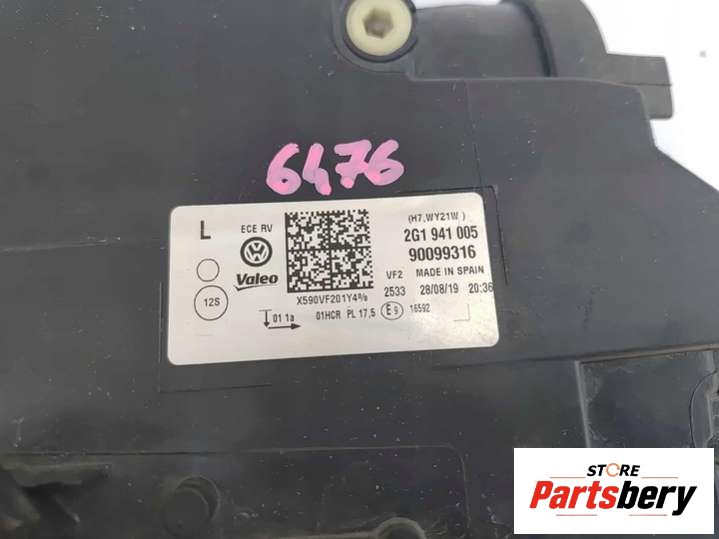 6476
L ECE RV
(H7,WY21W)
2G1 941 005
90099316
Valeo
VF2 MADE IN SPAIN
12S
X590VF201Y4
2533 28/08/19 20:36
01 1a 01HCR PL 17,5 E9 16592
STORE
Partsbery